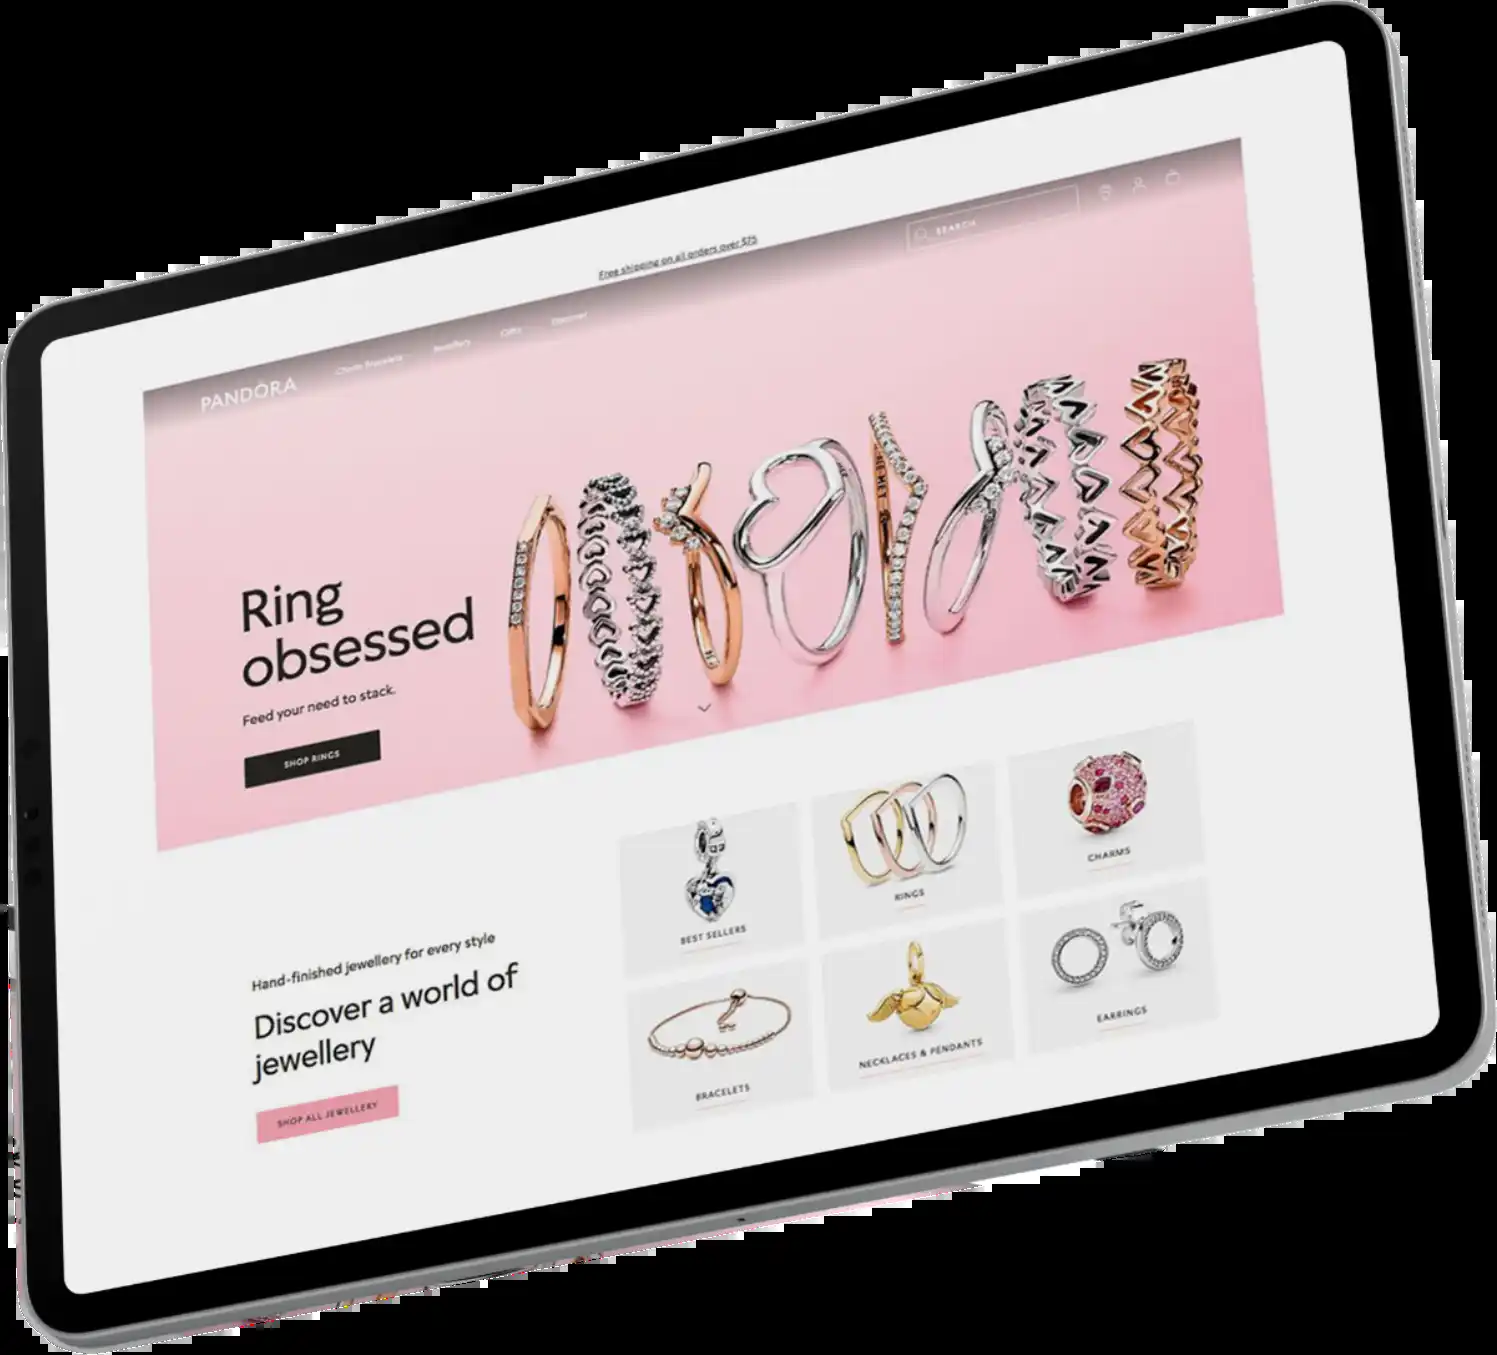 Free shipping on all orders over $75
SEARCH
PANDORA
Charm Bracelets
Jewellery
Gifts
Discover
Ring
obsessed
Feed your need to stack.
SHOP RINGS
Hand-finished jewellery for every style
Discover a world of
jewellery
SHOP ALL JEWELLERY
BEST SELLERS
RINGS
CHARMS
BRACELETS
NECKLACES & PENDANTS
EARRINGS